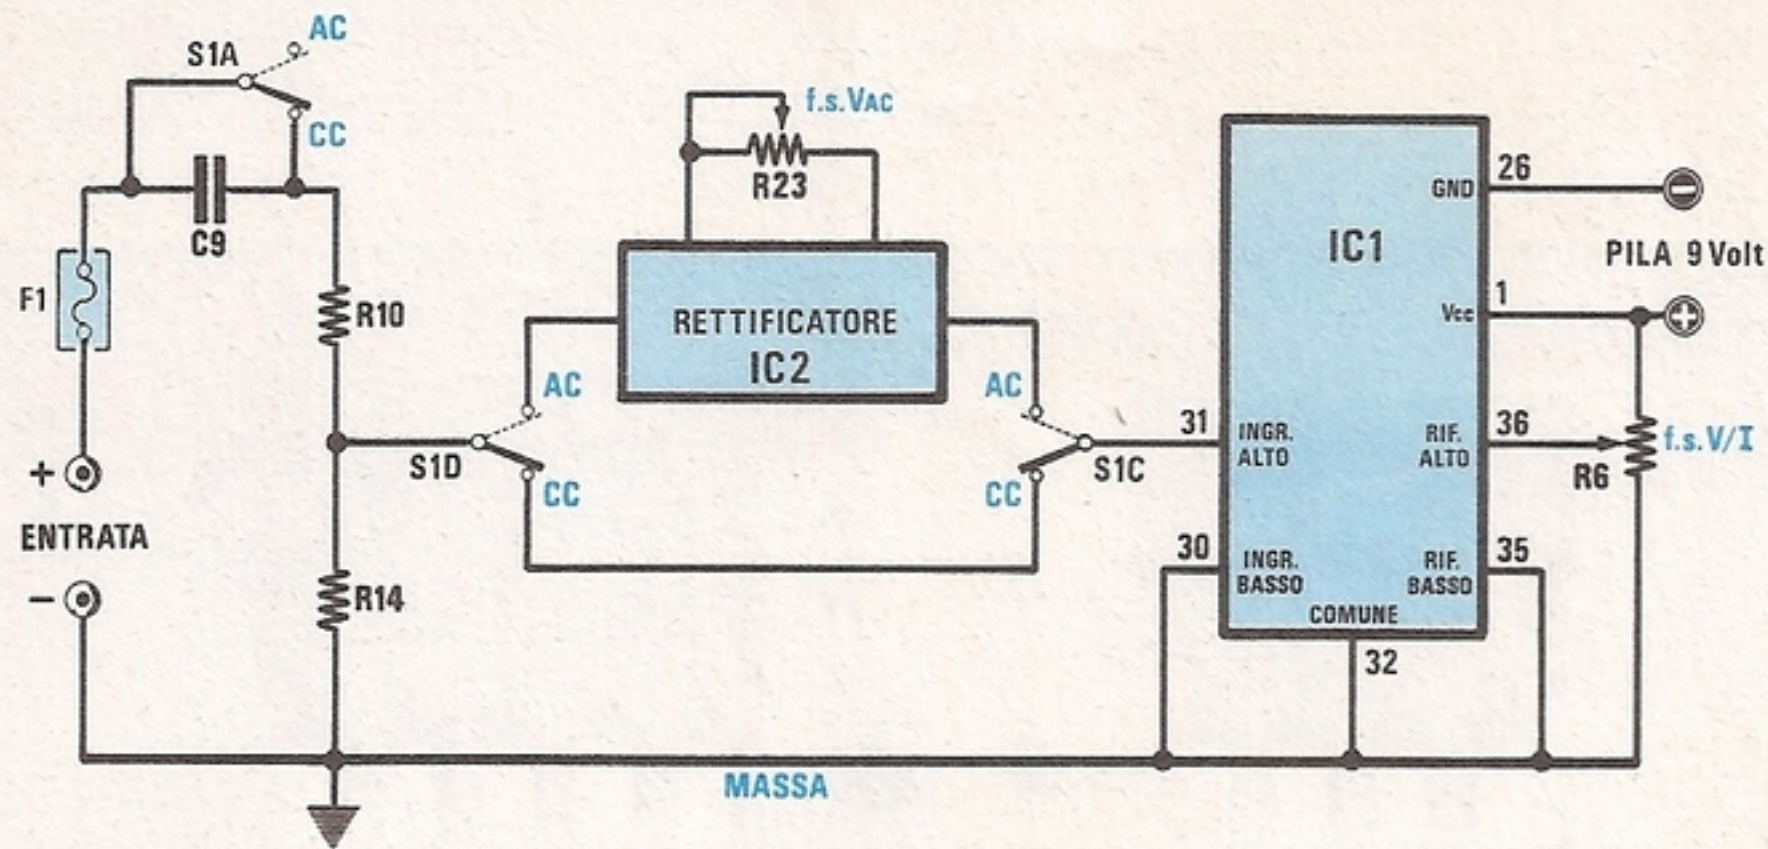 AC
S1A
CC
C9
F1
R10
+
ENTRATA
−
R14
f.s.VAC
R23
RETTIFICATORE
IC2
AC
S1D
CC
AC
S1C
CC
MASSA
IC1
GND
26
−
PILA 9 Volt
Vcc
1
+
31
INGR.
ALTO
RIF.
ALTO
36
f.s.V/I
R6
30
INGR.
BASSO
RIF.
BASSO
35
COMUNE
32